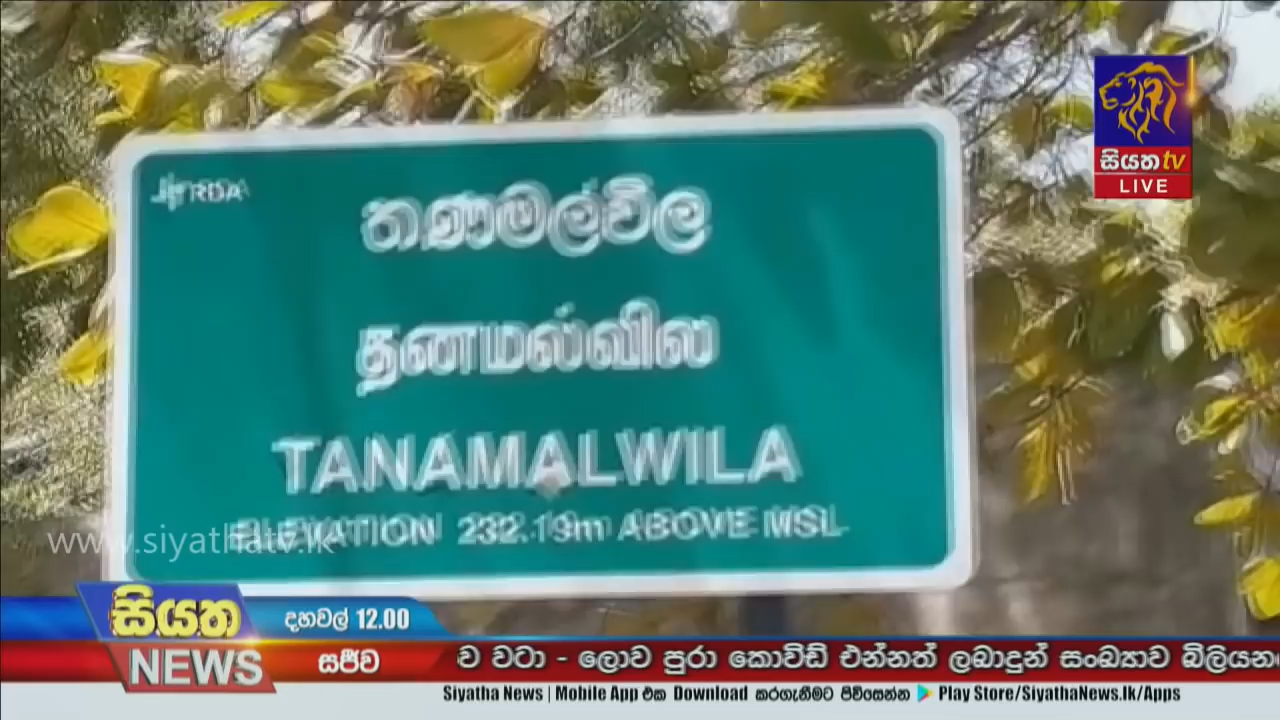 සියත tv
LIVE
RDA
තණමල්විල
தணமல்வில
TANAMALWILA
ELEVATION 232.19m ABOVE MSL
www.siyathatv.lk
සියත
දහවල් 12.00
NEWS
සජීව
ව වටා - ලොව පුරා කොවිඩ් එන්නත් ලබාදුන් සංඛ්‍යාව බිලියන
Siyatha News | Mobile App එක Download කරගැනීමට පිවිසෙන්න Play Store/SiyathaNews.lk/Apps